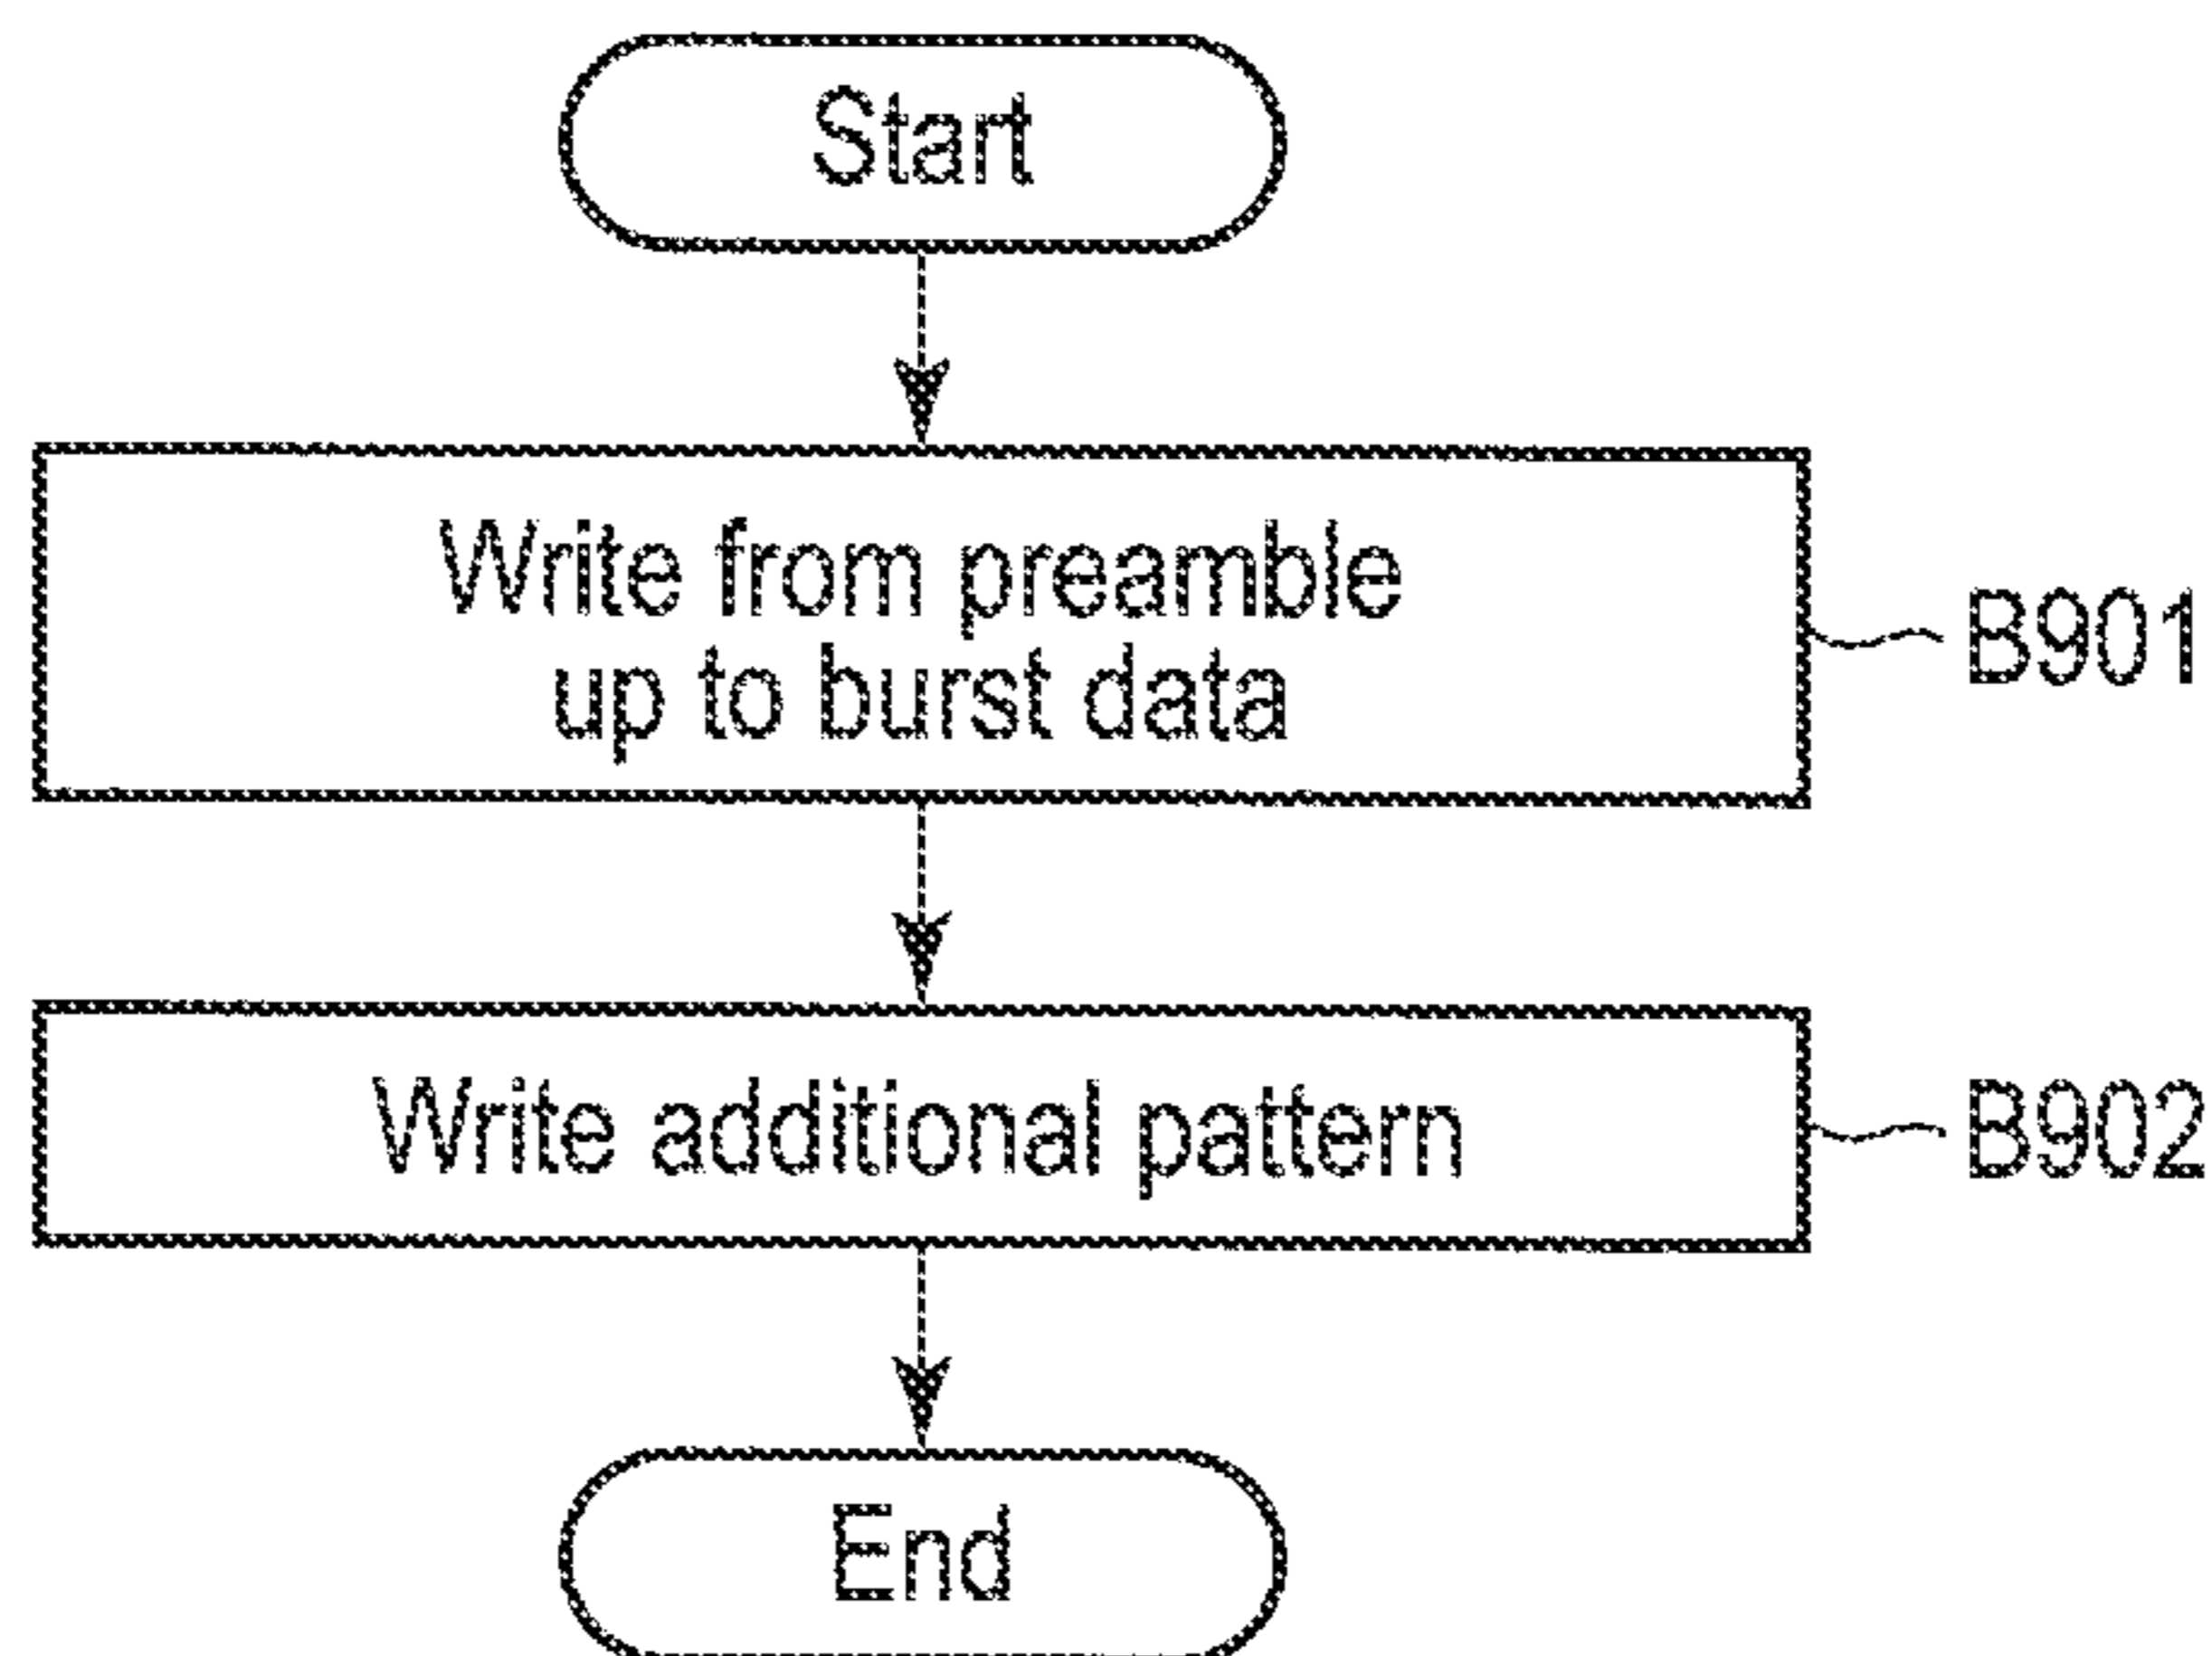 Start
Write from preamble
up to burst data
B901
Write additional pattern
B902
End